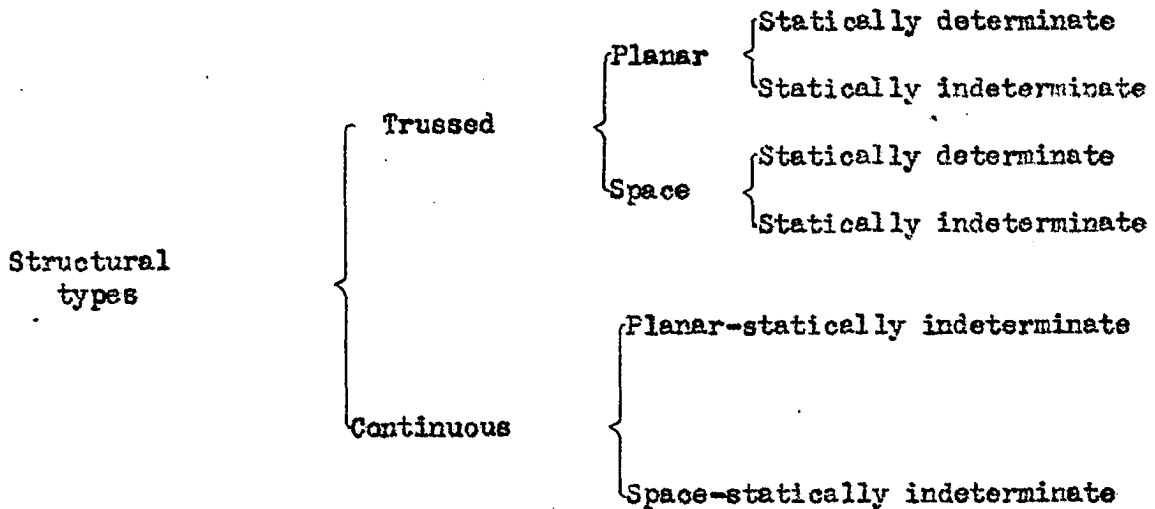 Statically determinate
Planar
Statically indeterminate
Trussed
Statically determinate
Space
Statically indeterminate
Structural
types
Planar-statically indeterminate
Continuous
Space-statically indeterminate